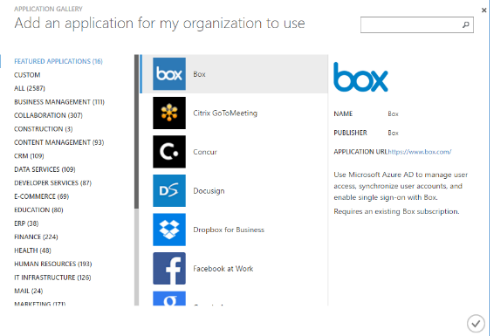 APPLICATION GALLERY
Add an application for my organization to use
FEATURED APPLICATIONS (16)
CUSTOM
ALL (2587)
BUSINESS MANAGEMENT (111)
COLLABORATION (307)
CONSTRUCTION (3)
CONTENT MANAGEMENT (93)
CRM (109)
DATA SERVICES (109)
DEVELOPER SERVICES (87)
E-COMMERCE (69)
EDUCATION (80)
ERP (38)
FINANCE (224)
HEALTH (48)
HUMAN RESOURCES (193)
IT INFRASTRUCTURE (126)
MAIL (24)
MARKETING (171)
box
Box
Citrix GoToMeeting
C.
Concur
DS
Docusign
Dropbox for Business
f
Facebook at Work
g
box
NAME Box
PUBLISHER Box
APPLICATION URL https://www.box.com/
Use Microsoft Azure AD to manage user
access, synchronize user accounts, and
enable single sign-on with Box.
Requires an existing Box subscription.